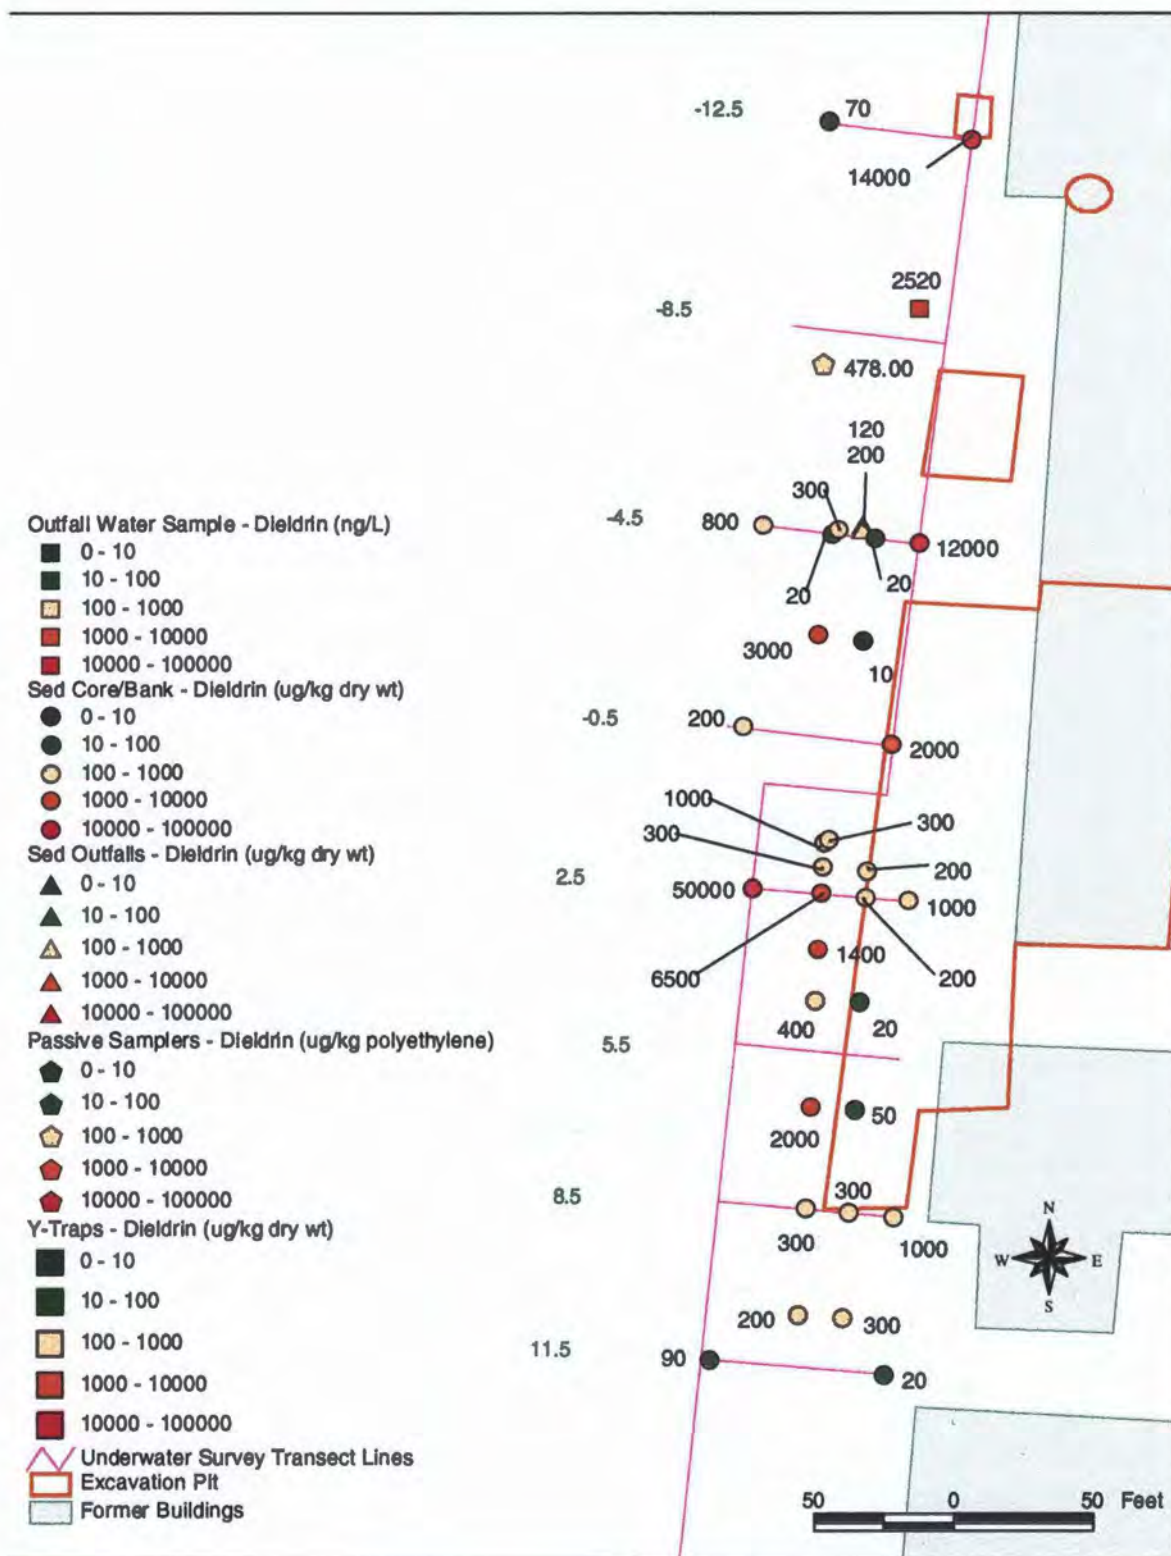 -12.5
70
14000
2520
-8.5
478.00
120
200
300
-4.5
800
12000
20
20
3000
10
-0.5
200
2000
1000
300
300
2.5
50000
200
1000
6500
1400
200
400
20
5.5
2000
50
8.5
300
300
1000
200
300
11.5
90
20
Outfall Water Sample - Dieldrin (ng/L)
0 - 10
10 - 100
100 - 1000
1000 - 10000
10000 - 100000
Sed Core/Bank - Dieldrin (ug/kg dry wt)
0 - 10
10 - 100
100 - 1000
1000 - 10000
10000 - 100000
Sed Outfalls - Dieldrin (ug/kg dry wt)
0 - 10
10 - 100
100 - 1000
1000 - 10000
10000 - 100000
Passive Samplers - Dieldrin (ug/kg polyethylene)
0 - 10
10 - 100
100 - 1000
1000 - 10000
10000 - 100000
Y-Traps - Dieldrin (ug/kg dry wt)
0 - 10
10 - 100
100 - 1000
1000 - 10000
10000 - 100000
Underwater Survey Transect Lines
Excavation Pit
Former Buildings
N
W E
S
50 0 50 Feet